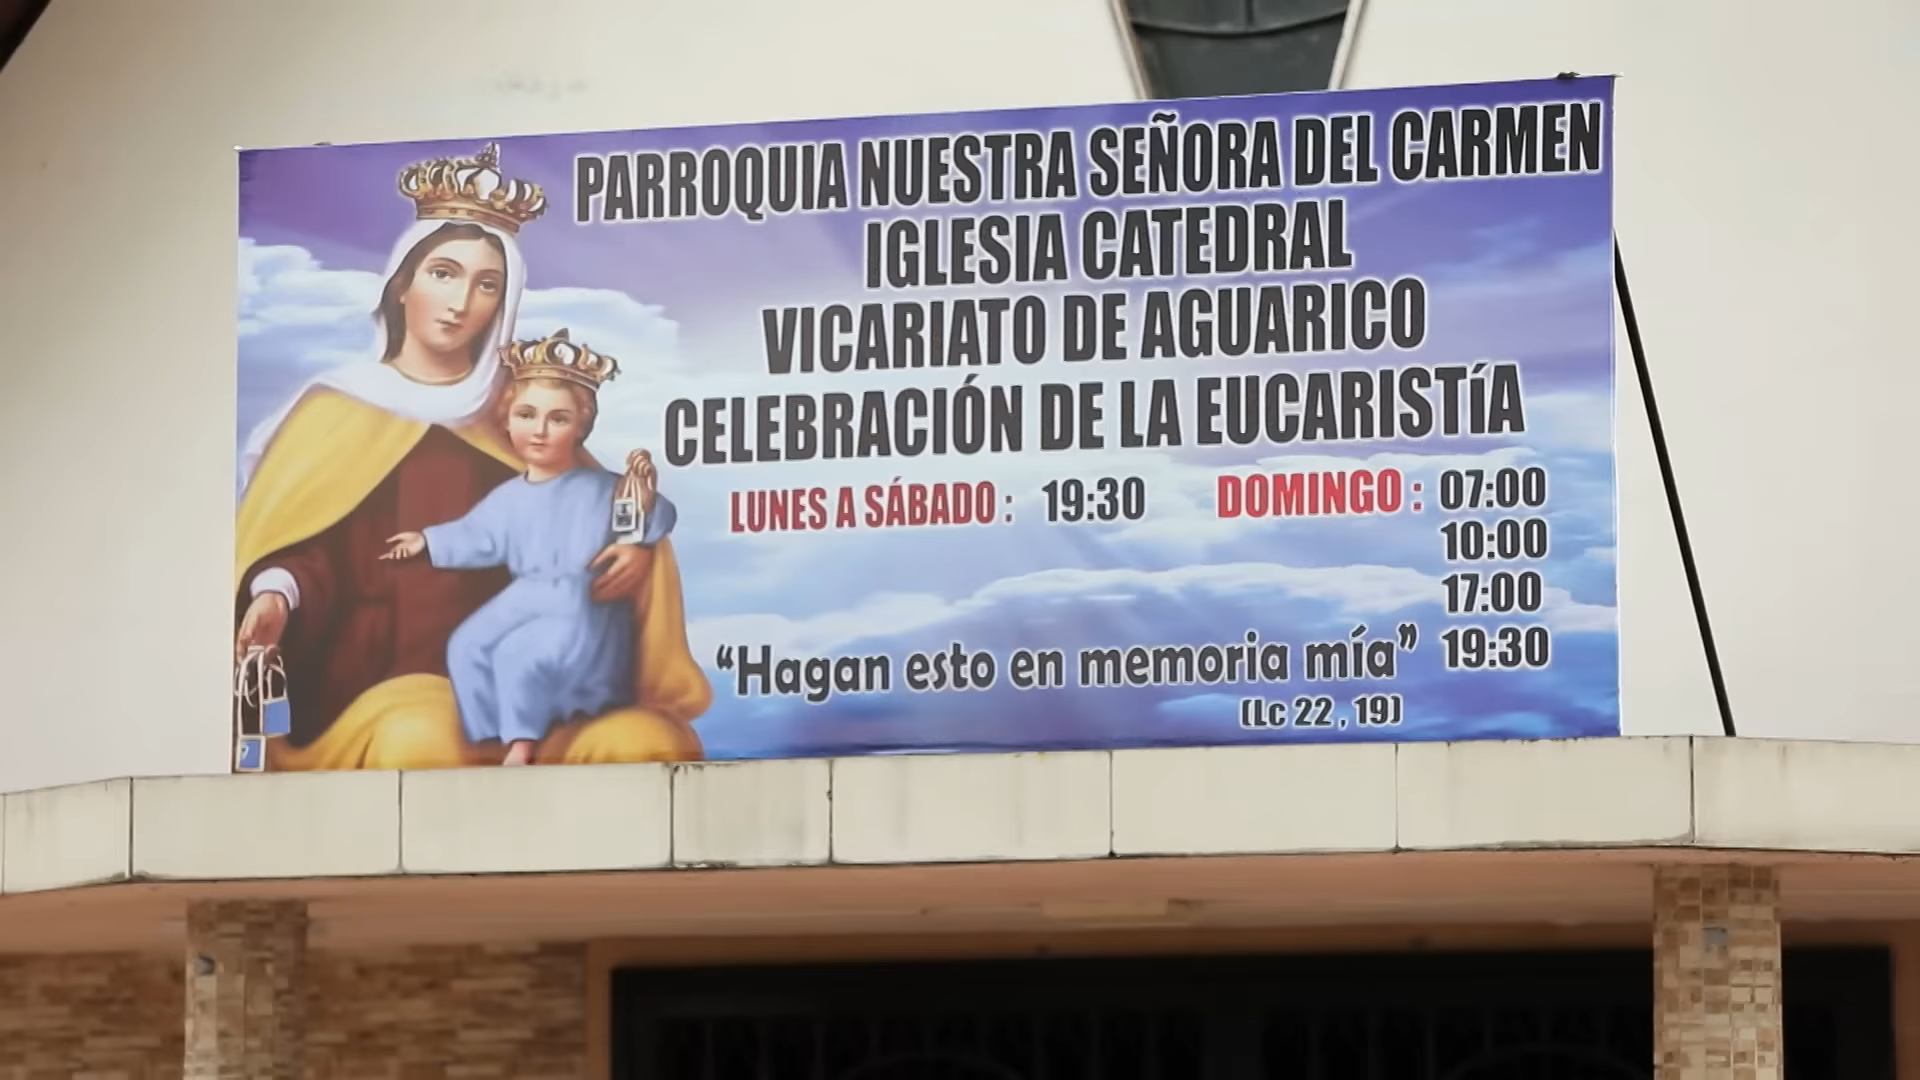 PARROQUIA NUESTRA SEÑORA DEL CARMEN
IGLESIA CATEDRAL
VICARIATO DE AGUARICO
CELEBRACIÓN DE LA EUCARISTíA
LUNES A SÁBADO: 19:30 DOMINGO: 07:00
10:00
17:00
19:30
“Hagan esto en memoria mía”
(Lc 22, 19)